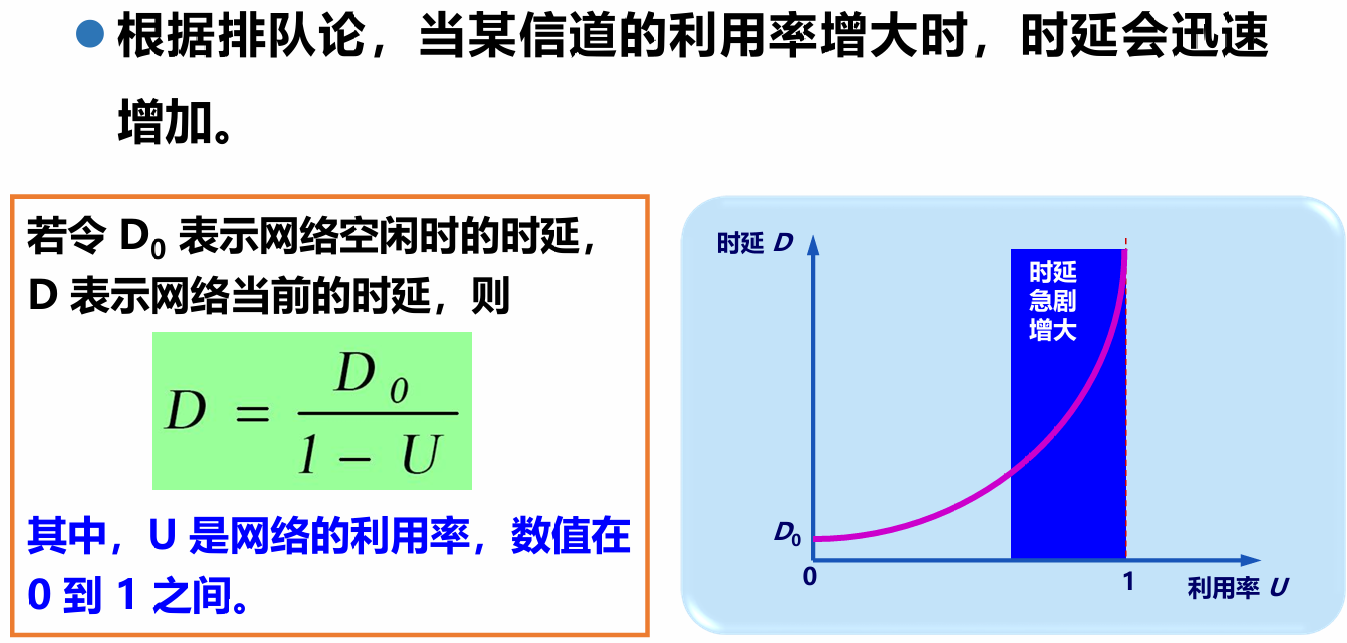 根据排队论，当某信道的利用率增大时，时延会迅速
增加。
若令 D0 表示网络空闲时的时延，
D 表示网络当前的时延，则
D = D0 / (1 − U)
其中，U 是网络的利用率，数值在
0 到 1 之间。
时延 D
时延
急剧
增大
D0
0
1
利用率 U